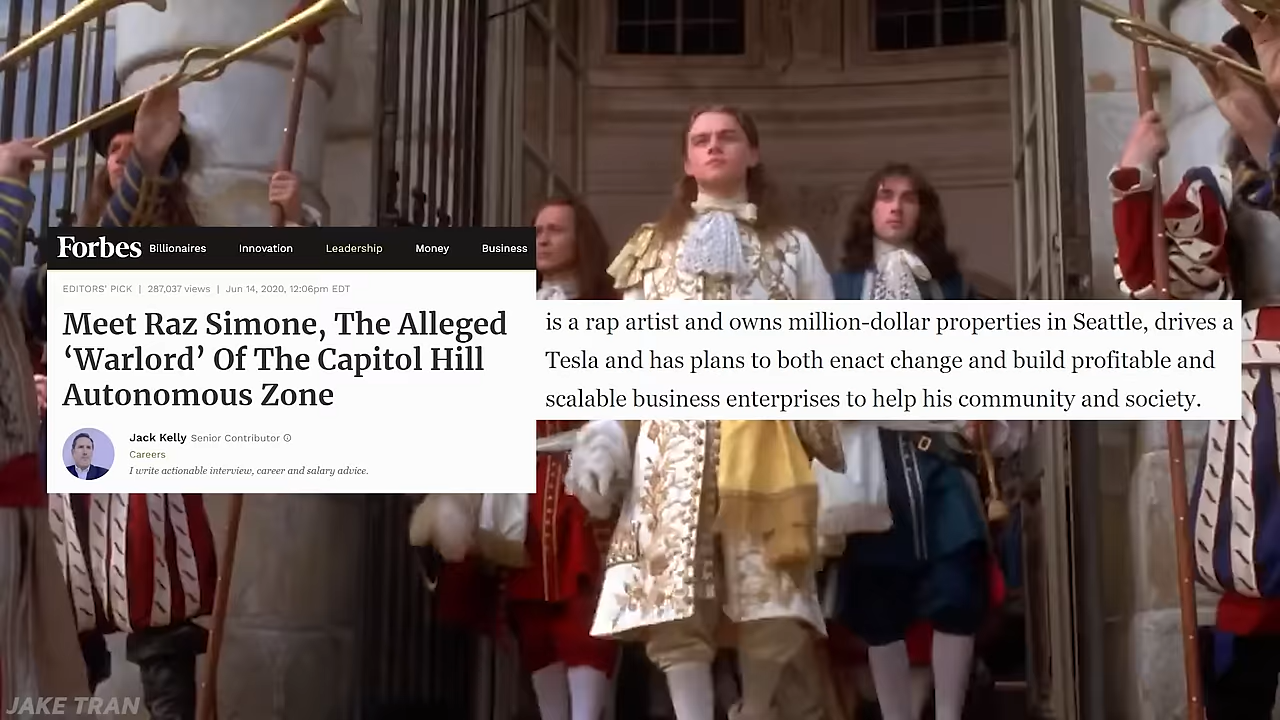 Forbes Billionaires Innovation Leadership Money Business
EDITORS' PICK | 287,037 views | Jun 14, 2020, 12:06pm EDT
Meet Raz Simone, The Alleged
‘Warlord’ Of The Capitol Hill
Autonomous Zone
Jack Kelly Senior Contributor
Careers
I write actionable interview, career and salary advice.
is a rap artist and owns million-dollar properties in Seattle, drives a
Tesla and has plans to both enact change and build profitable and
scalable business enterprises to help his community and society.
JAKE TRAN